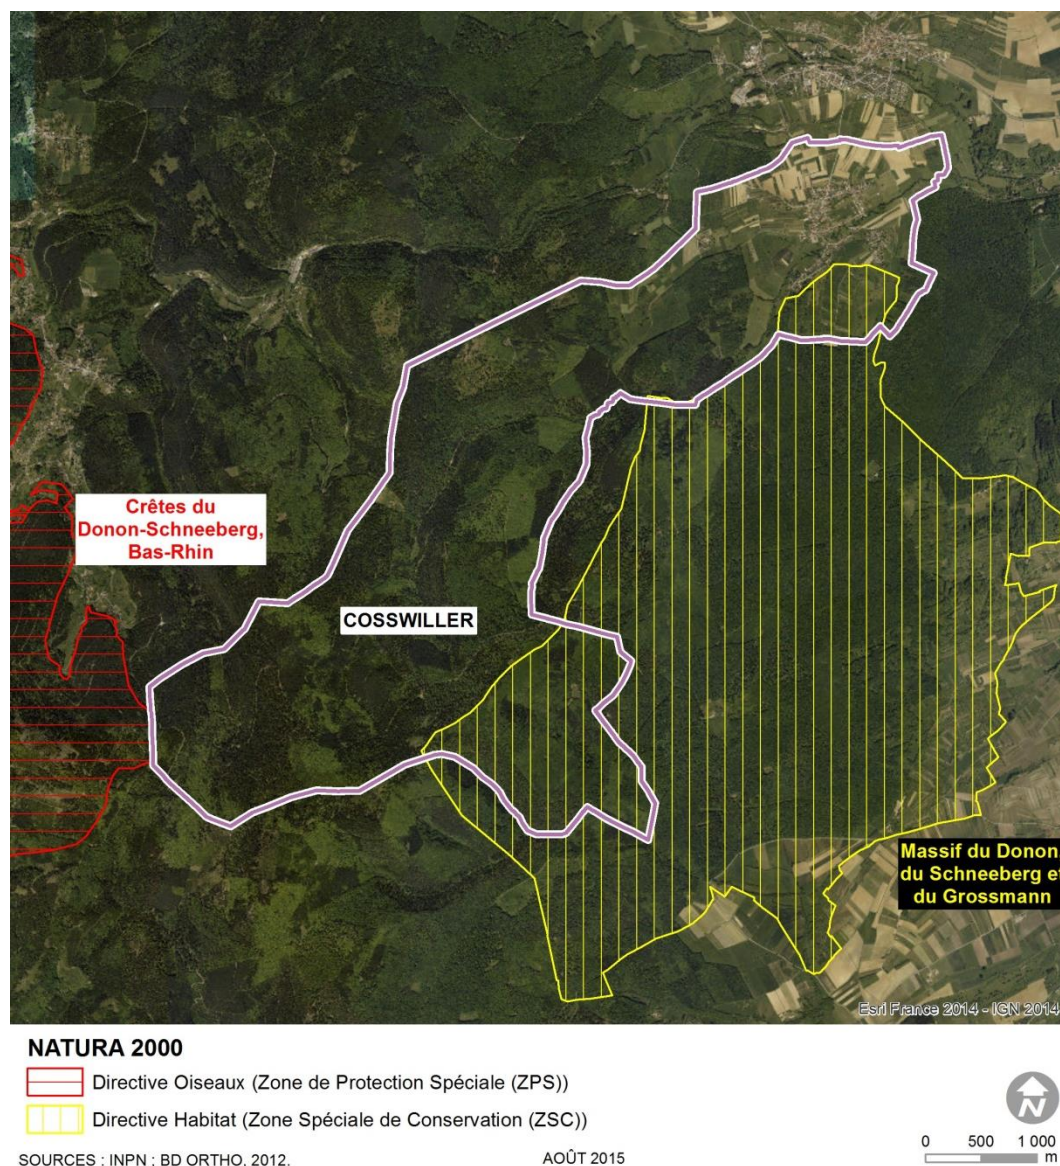 Crêtes du
Donon-Schneeberg,
Bas-Rhin
COSSWILLER
Massif du Donon,
du Schneeberg et
du Grossmann
Esri France 2014 - IGN 2014
NATURA 2000
Directive Oiseaux (Zone de Protection Spéciale (ZPS))
Directive Habitat (Zone Spéciale de Conservation (ZSC))
N
0 500 1 000
m
SOURCES : INPN ; BD ORTHO, 2012.
AOÛT 2015